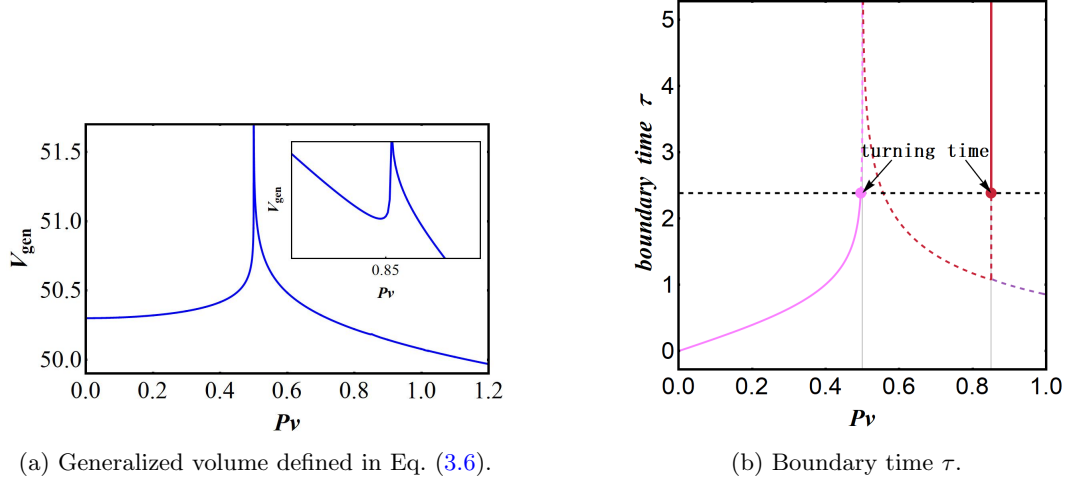 51.5
51.0
50.5
50.0
Vgen
0.0 0.2 0.4 0.6 0.8 1.0 1.2
Pv
Vgen
0.85
Pv
(a) Generalized volume defined in Eq. (3.6).
5
4
3
2
1
0
boundary time τ
turning time
0.0 0.2 0.4 0.6 0.8 1.0
Pv
(b) Boundary time τ.